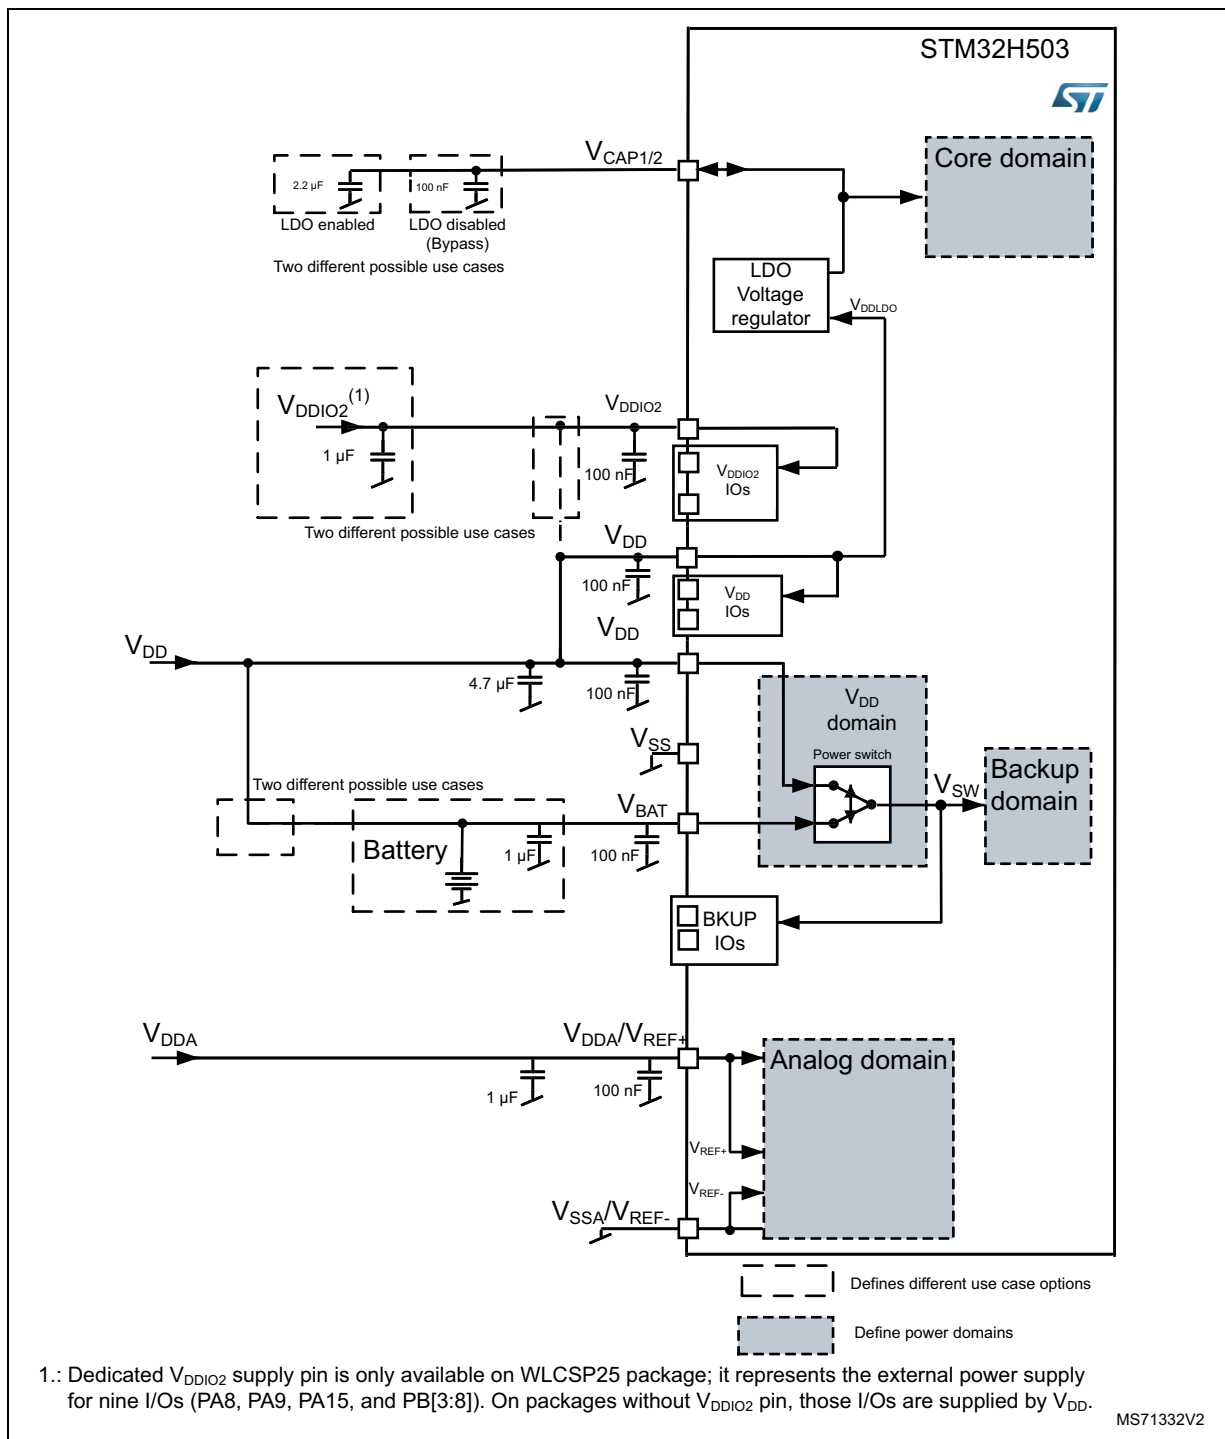 STM32H503
ST
Core domain
VCAP1/2
2.2 µF
100 nF
LDO enabled
LDO disabled
(Bypass)
Two different possible use cases
LDO
Voltage
regulator
VDDLDO
VDDIO2(1)
VDDIO2
1 µF
100 nF
VDDIO2
IOs
Two different possible use cases
VDD
100 nF
VDD
IOs
VDD
VDD
4.7 µF
100 nF
VDD
domain
Power switch
VSS
Two different possible use cases
VBAT
Battery
1 µF
100 nF
VSW
Backup
domain
BKUP
IOs
VDDA
VDDA/VREF+
1 µF
100 nF
Analog domain
VREF+
VREF-
VSSA/VREF-
Defines different use case options
Define power domains
1.: Dedicated VDDIO2 supply pin is only available on WLCSP25 package; it represents the external power supply
for nine I/Os (PA8, PA9, PA15, and PB[3:8]). On packages without VDDIO2 pin, those I/Os are supplied by VDD.
MS71332V2